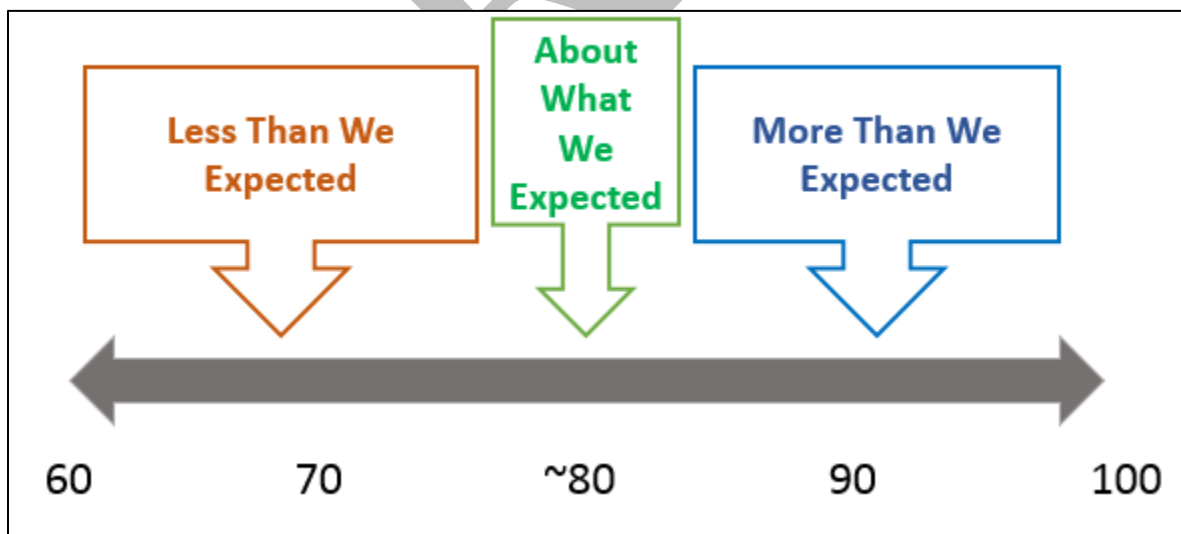 Less Than We
Expected
About
What
We
Expected
More Than We
Expected
60 70 ~80 90 100